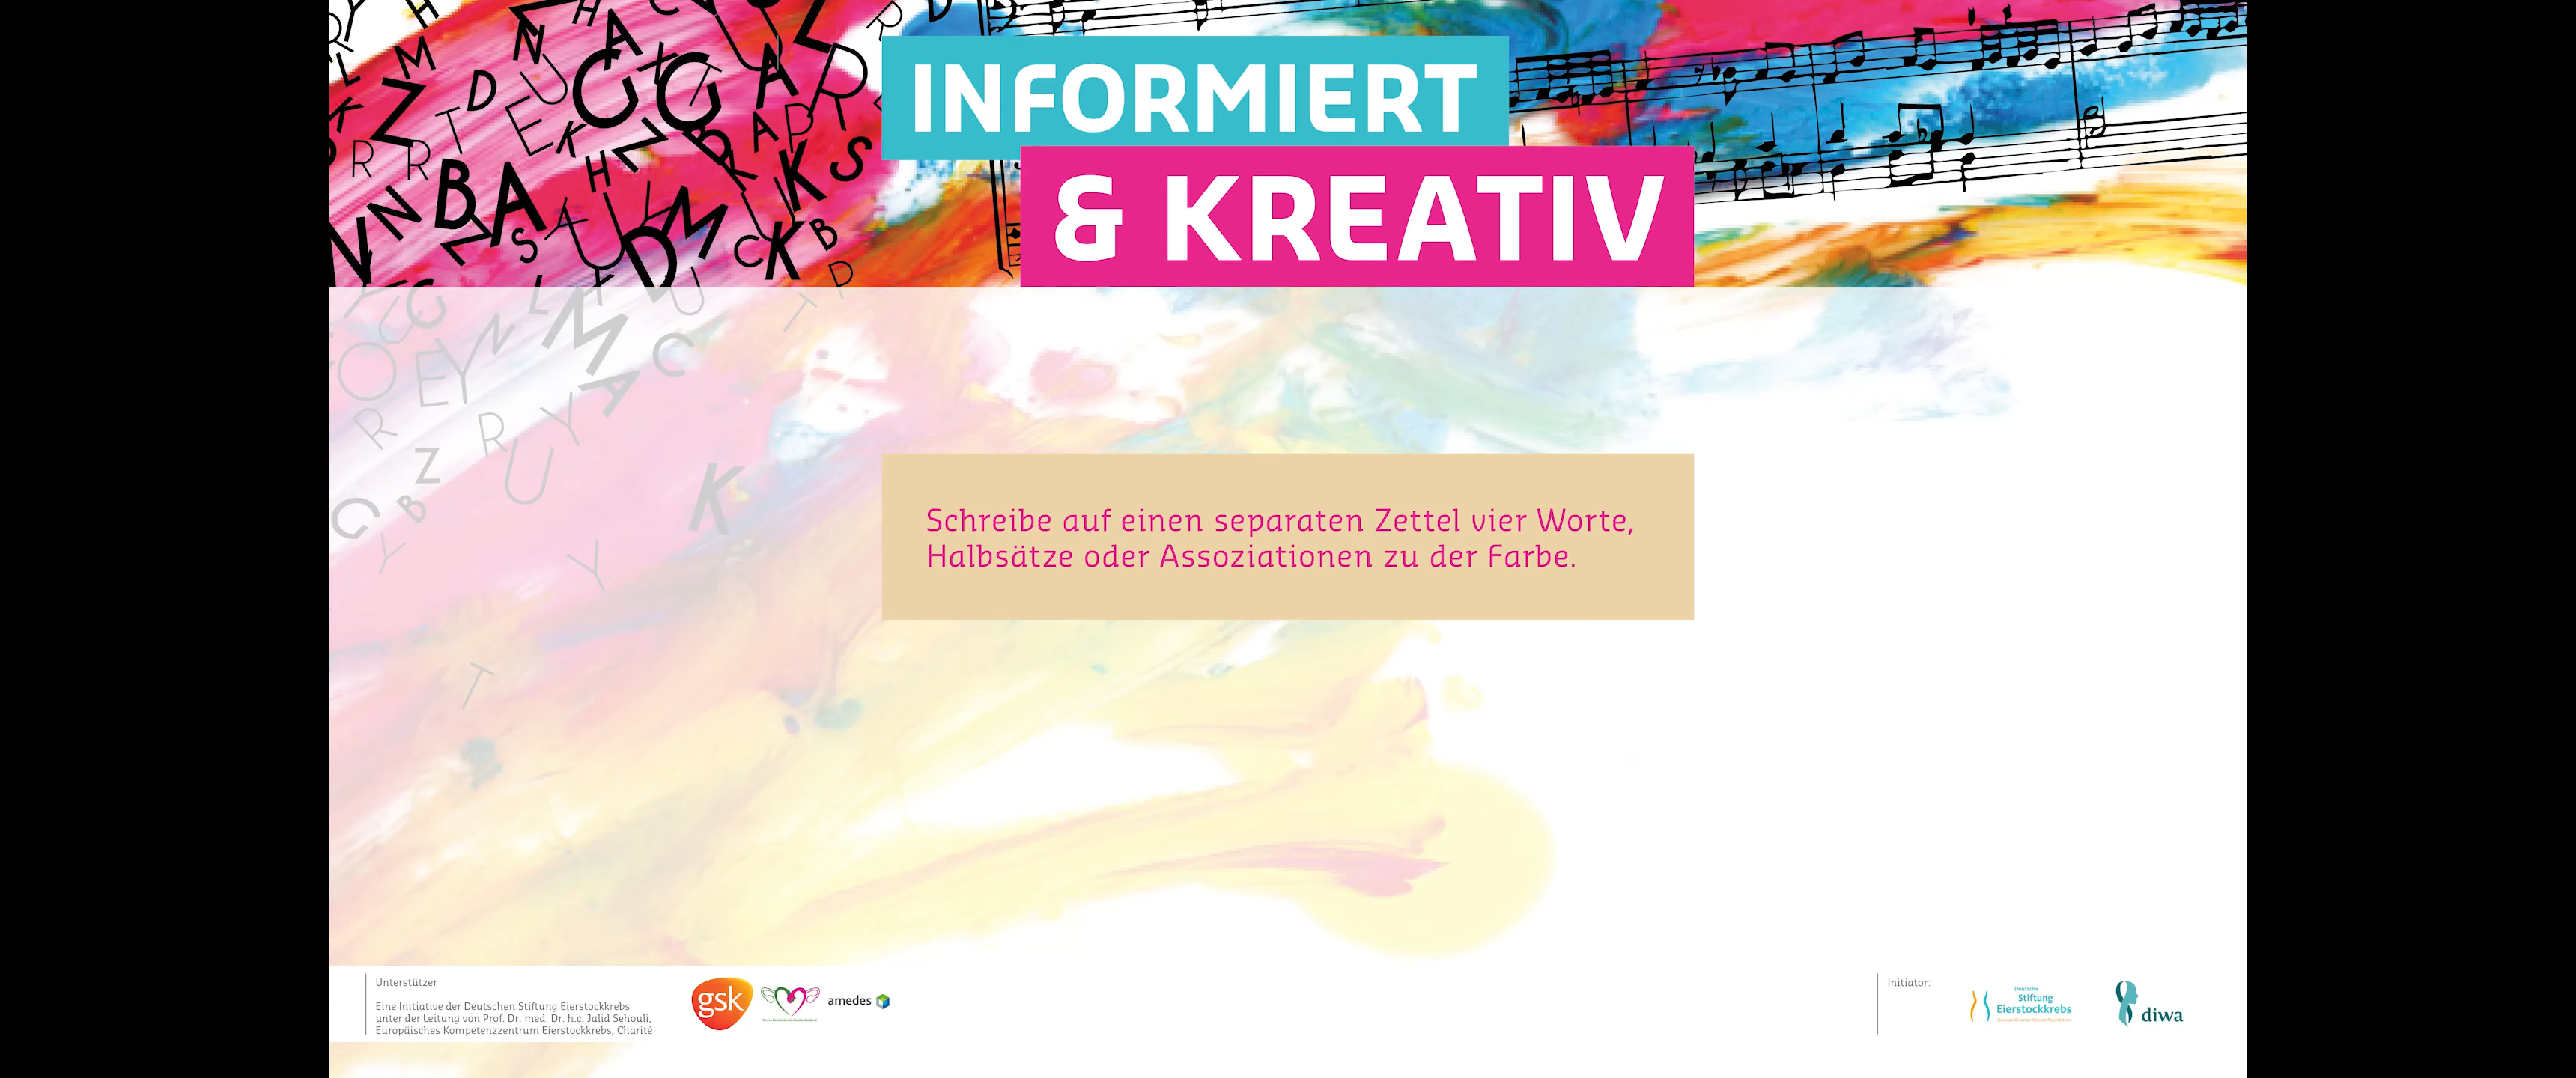 INFORMIERT
& KREATIV
Schreibe auf einen separaten Zettel vier Worte,
Halbsätze oder Assoziationen zu der Farbe.
Unterstützer
Eine Initiative der Deutschen Stiftung Eierstockkrebs
unter der Leitung von Prof. Dr. med. Dr. h.c. Jalid Sehouli,
Europäisches Kompetenzzentrum Eierstockkrebs, Charité
gsk
amedes
Initiator:
Deutsche
Stiftung
Eierstockkrebs
diwa